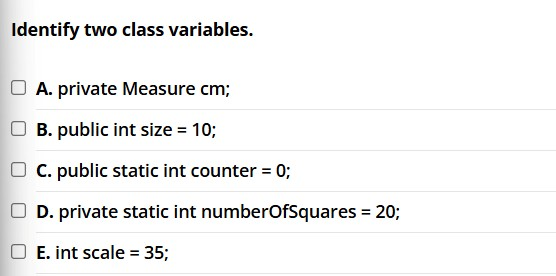 Identify two class variables.
A. private Measure cm;
B. public int size = 10;
C. public static int counter = 0;
D. private static int numberOfSquares = 20;
E. int scale = 35;